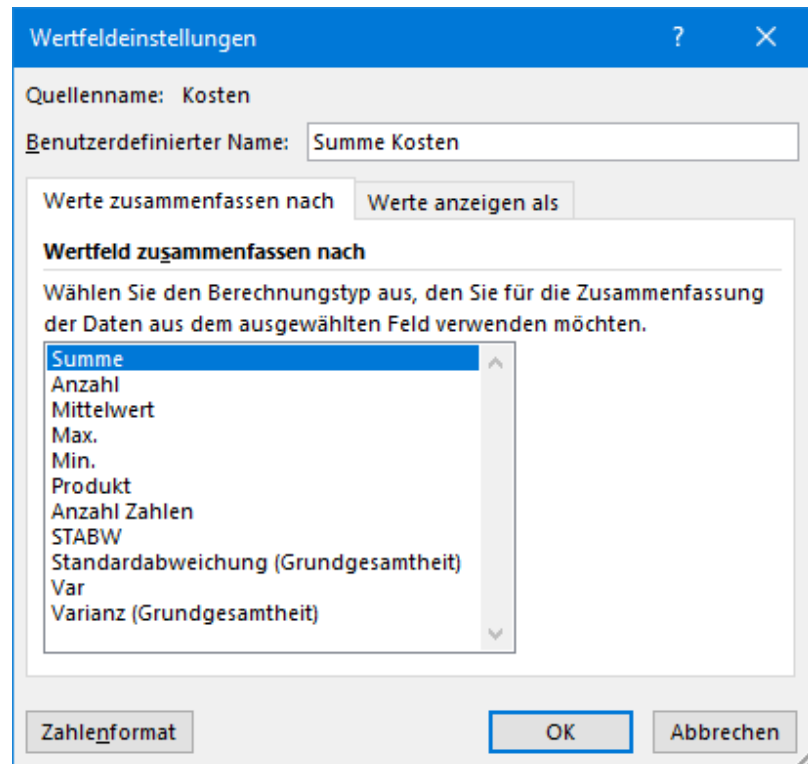 Wertfeldeinstellungen ? ×
Quellenname: Kosten
Benutzerdefinierter Name: Summe Kosten
Werte zusammenfassen nach Werte anzeigen als
Wertfeld zusammenfassen nach
Wählen Sie den Berechnungstyp aus, den Sie für die Zusammenfassung
der Daten aus dem ausgewählten Feld verwenden möchten.
Summe
Anzahl
Mittelwert
Max.
Min.
Produkt
Anzahl Zahlen
STABW
Standardabweichung (Grundgesamtheit)
Var
Varianz (Grundgesamtheit)
Zahlenformat OK Abbrechen